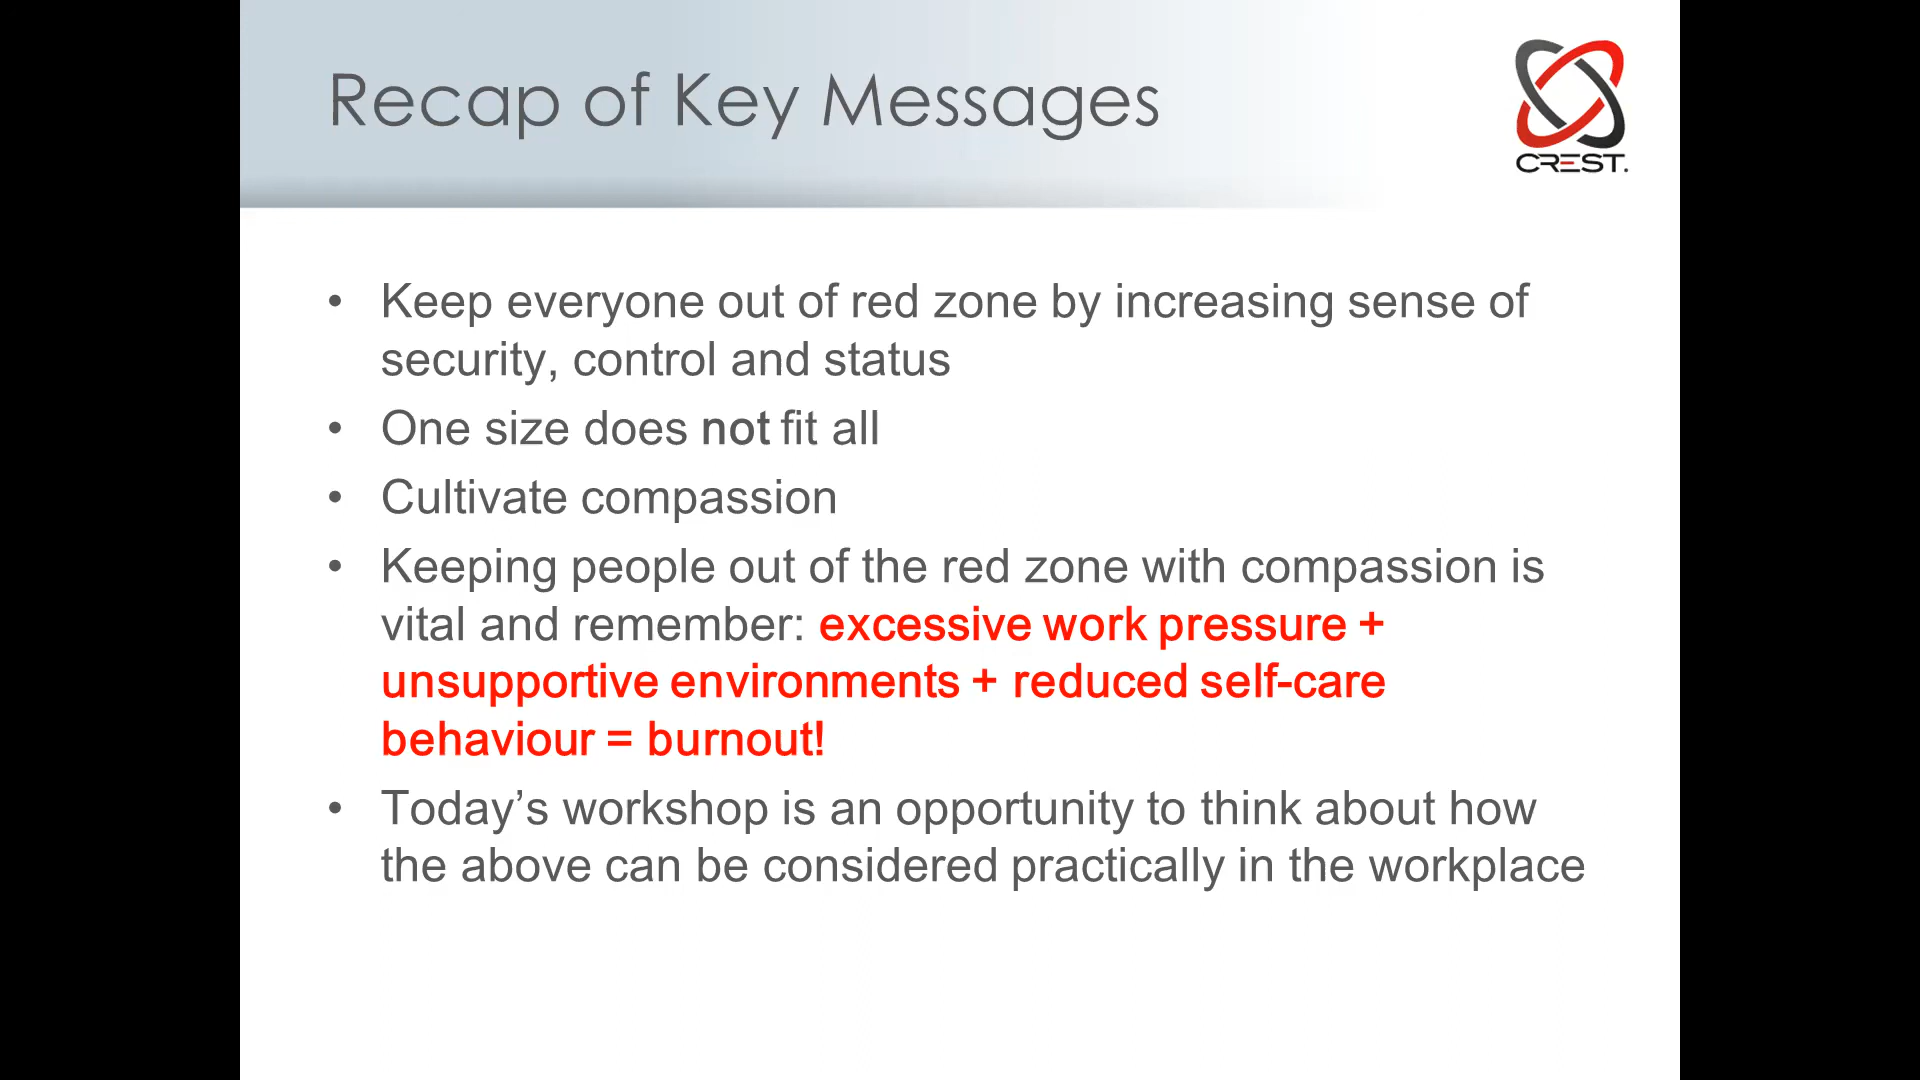 Recap of Key Messages
CREST.
• Keep everyone out of red zone by increasing sense of
security, control and status
• One size does not fit all
• Cultivate compassion
• Keeping people out of the red zone with compassion is
vital and remember: excessive work pressure +
unsupportive environments + reduced self-care
behaviour = burnout!
• Today’s workshop is an opportunity to think about how
the above can be considered practically in the workplace